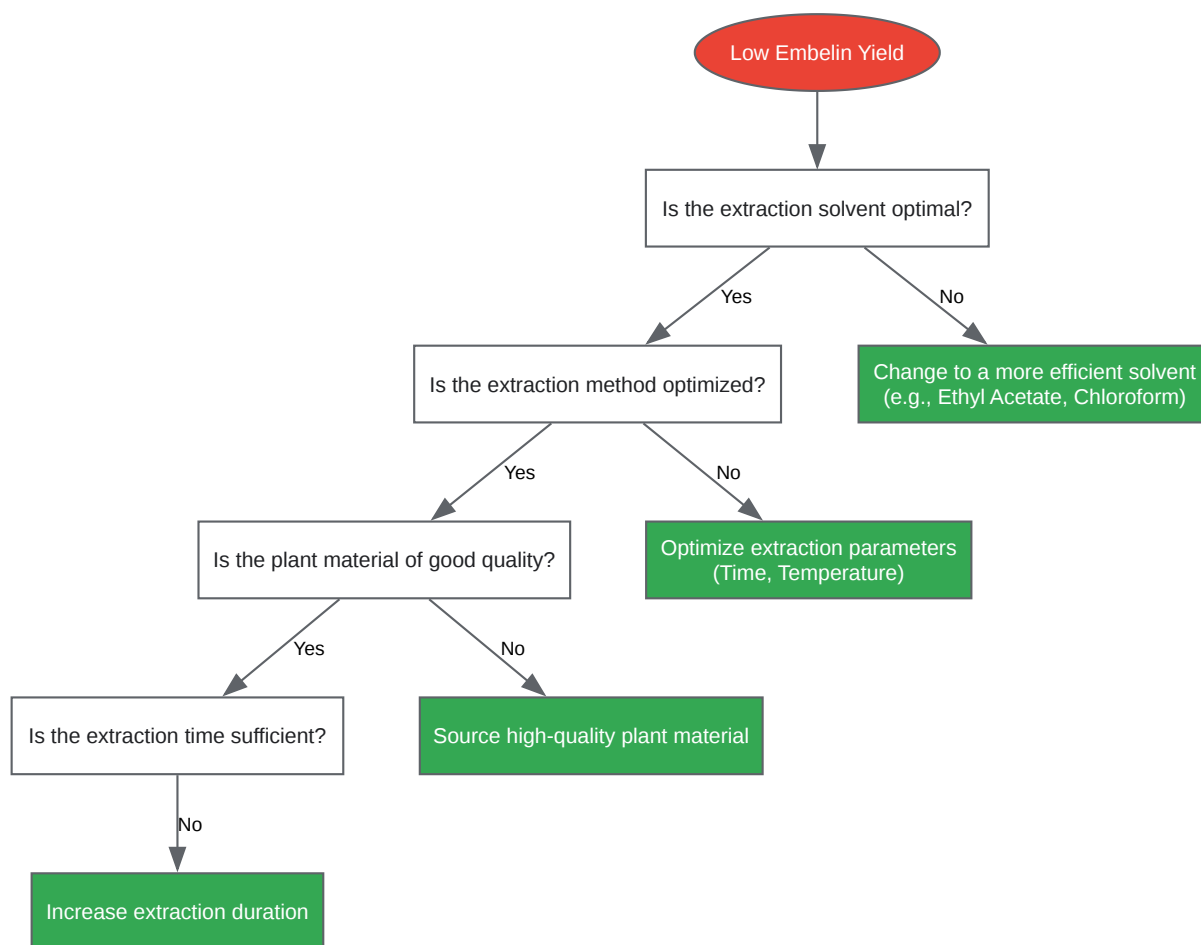 Low Embelin Yield
Is the extraction solvent optimal?
Yes
No
Is the extraction method optimized?
Change to a more efficient solvent
(e.g., Ethyl Acetate, Chloroform)
Yes
No
Is the plant material of good quality?
Optimize extraction parameters
(Time, Temperature)
Yes
No
Is the extraction time sufficient?
Source high-quality plant material
No
Increase extraction duration